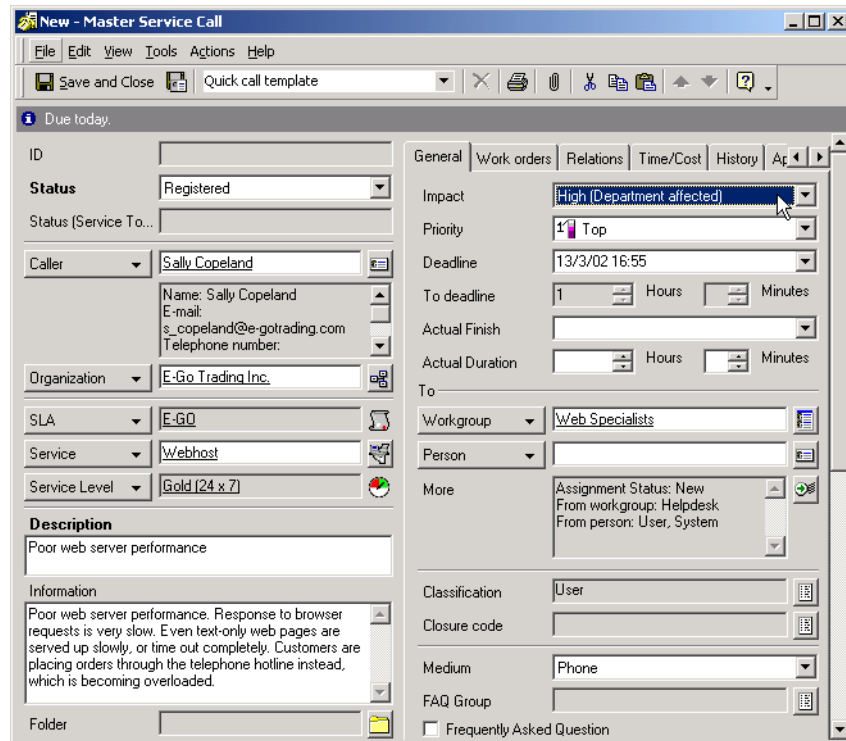 New - Master Service Call
File Edit View Tools Actions Help
Save and Close Quick call template
Due today.
ID
Status Registered
Status (Service To...
Caller Sally Copeland
Name: Sally Copeland
E-mail:
s_copeland@e-gotrading.com
Telephone number:
Organization E-Go Trading Inc.
SLA E-GO
Service Webhost
Service Level Gold (24 x 7)
Description
Poor web server performance
Information
Poor web server performance. Response to browser
requests is very slow. Even text-only web pages are
served up slowly, or time out completely. Customers are
placing orders through the telephone hotline instead,
which is becoming overloaded.
Folder
General Work orders Relations Time/Cost History Ap
Impact High (Department affected)
Priority 1 Top
Deadline 13/3/02 16:55
To deadline 1 Hours Minutes
Actual Finish
Actual Duration Hours Minutes
To
Workgroup Web Specialists
Person
More Assignment Status: New
From workgroup: Helpdesk
From person: User, System
Classification User
Closure code
Medium Phone
FAQ Group
Frequently Asked Question